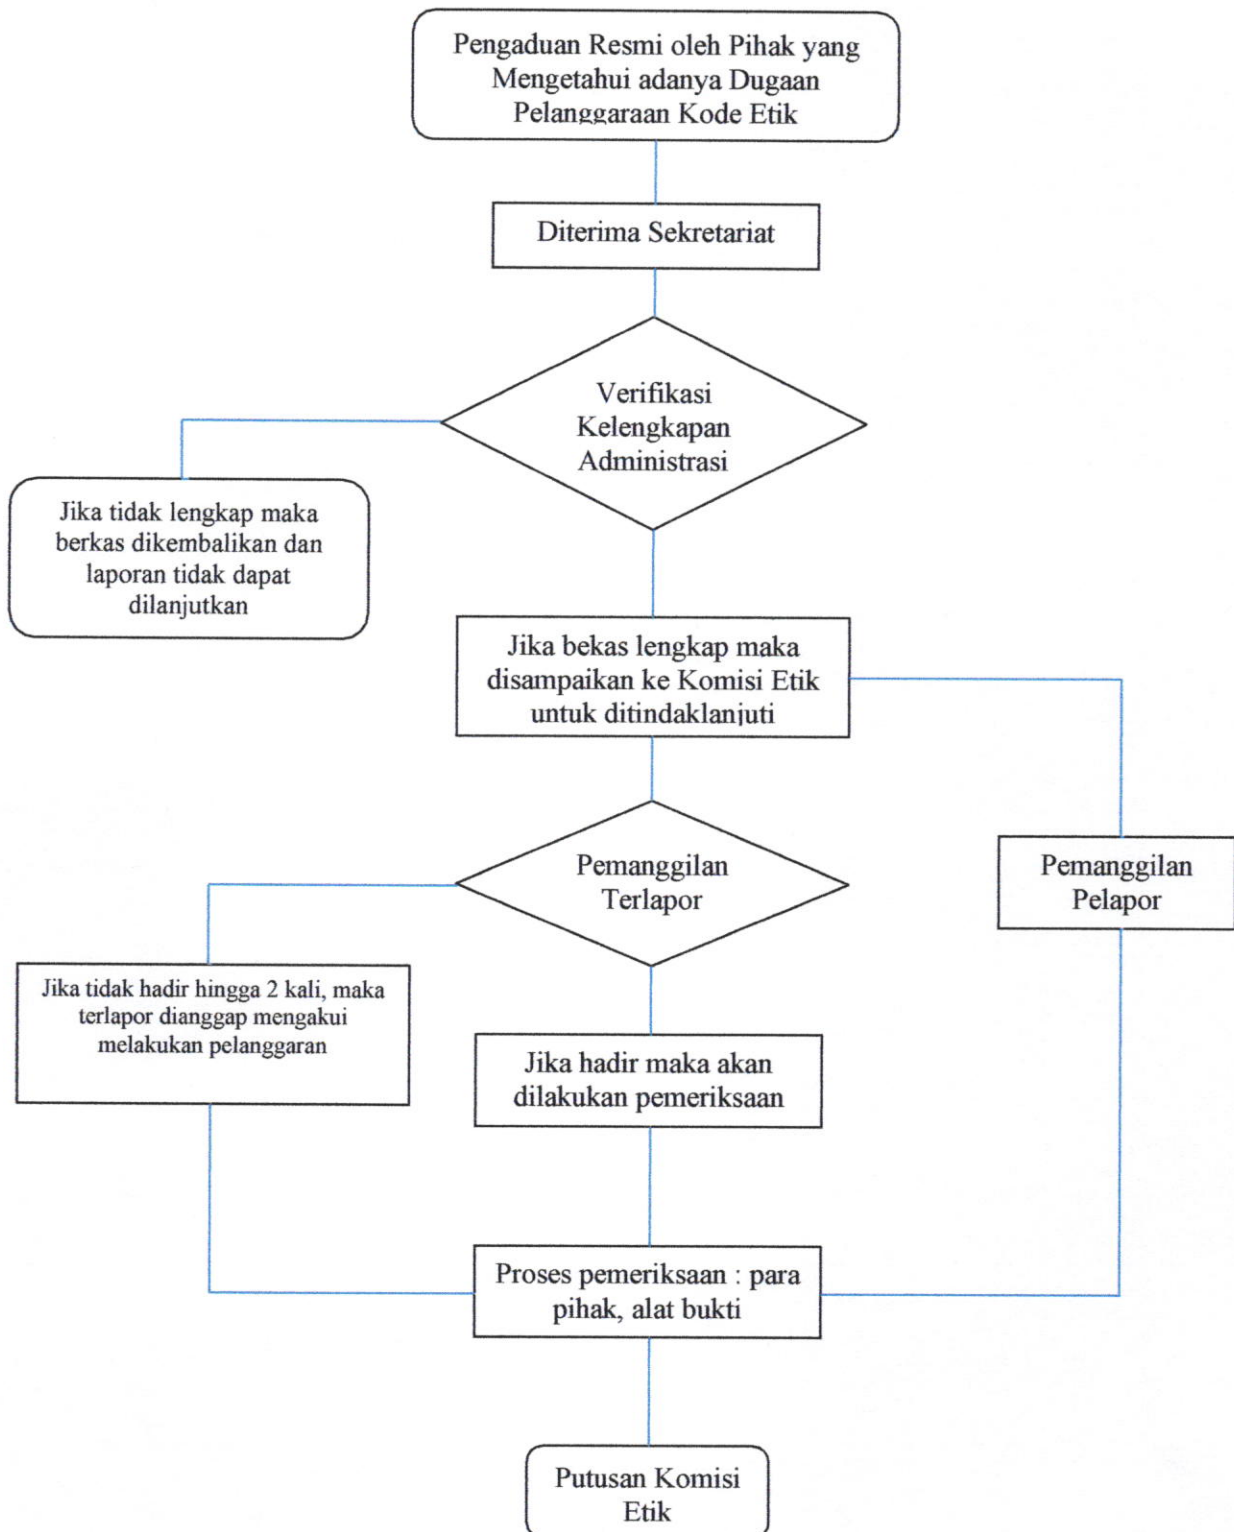 Pengaduan Resmi oleh Pihak yang
Mengetahui adanya Dugaan
Pelanggaraan Kode Etik
Diterima Sekretariat
Verifikasi
Kelengkapan
Administrasi
Jika tidak lengkap maka
berkas dikembalikan dan
laporan tidak dapat
dilanjutkan
Jika bekas lengkap maka
disampaikan ke Komisi Etik
untuk ditindaklanjuti
Pemanggilan
Terlapor
Pemanggilan
Pelapor
Jika tidak hadir hingga 2 kali, maka
terlapor dianggap mengakui
melakukan pelanggaran
Jika hadir maka akan
dilakukan pemeriksaan
Proses pemeriksaan : para
pihak, alat bukti
Putusan Komisi
Etik